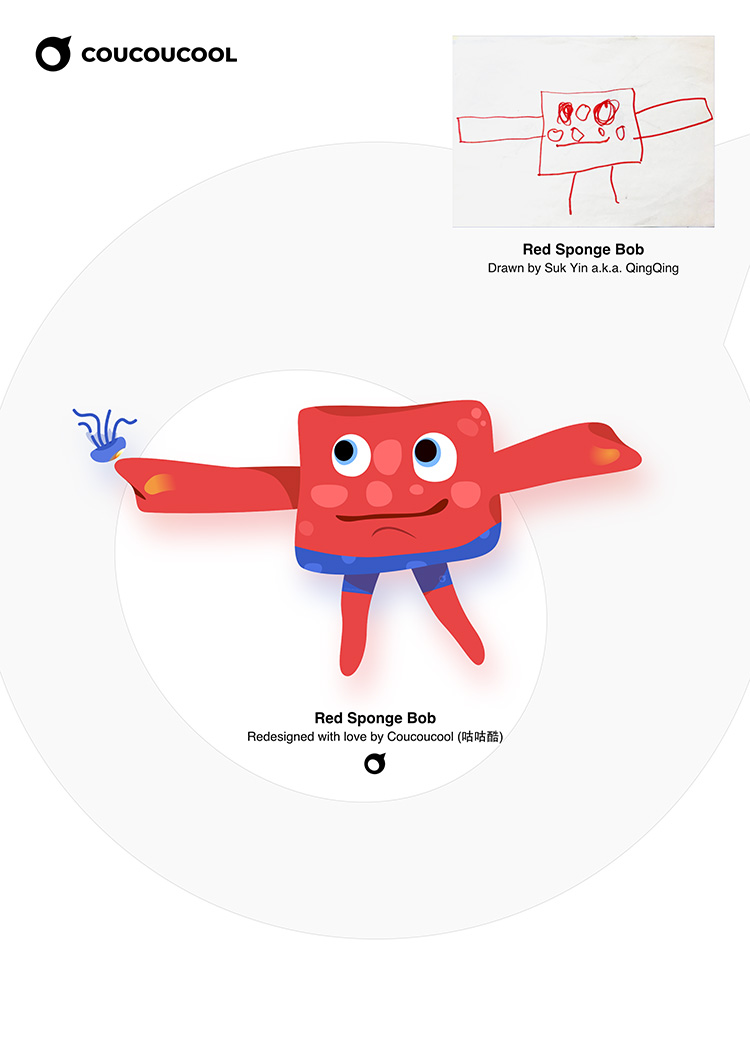 COUCOUCOOL
Red Sponge Bob
Drawn by Suk Yin a.k.a. QingQing
Red Sponge Bob
Redesigned with love by Coucoucool (咕咕酷)